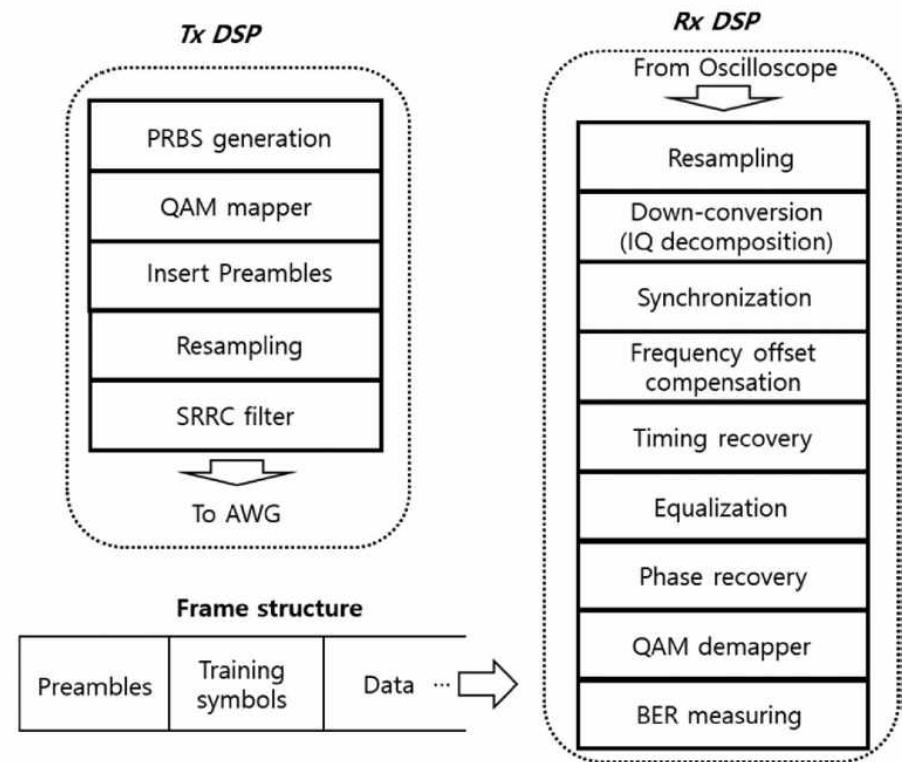 Tx DSP
PRBS generation
QAM mapper
Insert Preambles
Resampling
SRRC filter
To AWG
Frame structure
Preambles
Training
symbols
Data ...
Rx DSP
From Oscilloscope
Resampling
Down-conversion
(IQ decomposition)
Synchronization
Frequency offset
compensation
Timing recovery
Equalization
Phase recovery
QAM demapper
BER measuring